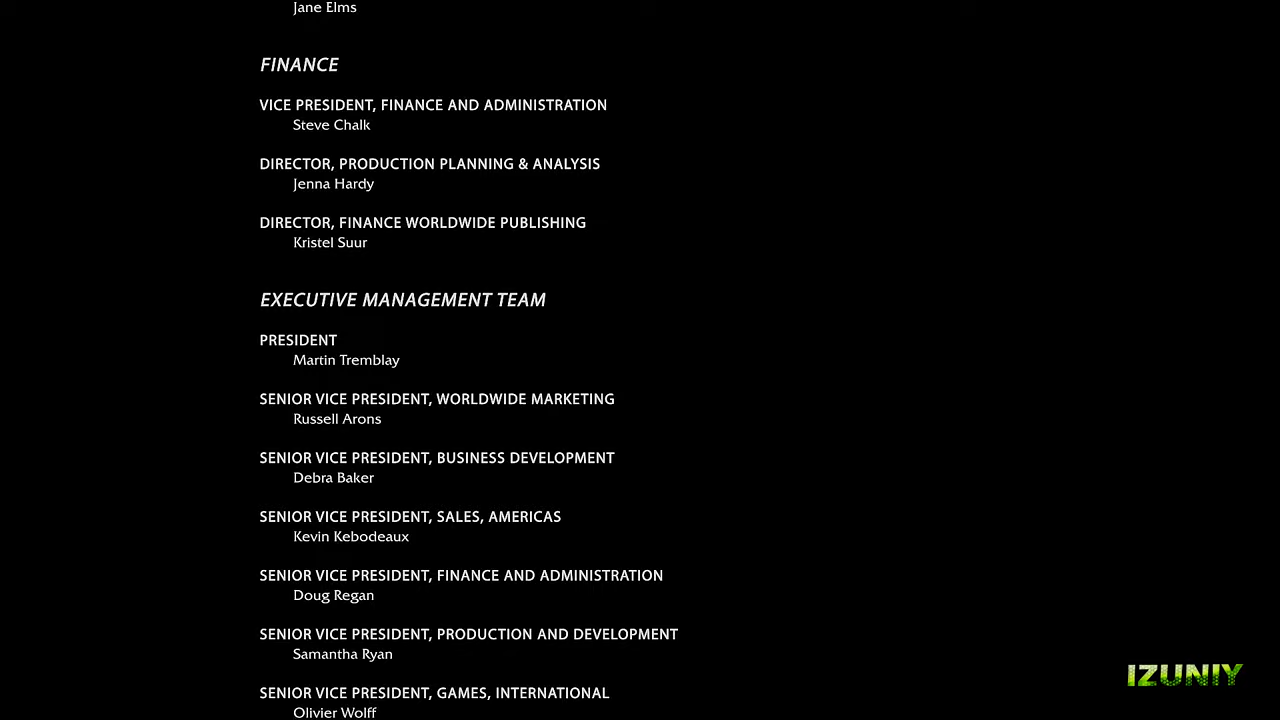 Jane Elms
FINANCE
VICE PRESIDENT, FINANCE AND ADMINISTRATION
Steve Chalk
DIRECTOR, PRODUCTION PLANNING & ANALYSIS
Jenna Hardy
DIRECTOR, FINANCE WORLDWIDE PUBLISHING
Kristel Suur
EXECUTIVE MANAGEMENT TEAM
PRESIDENT
Martin Tremblay
SENIOR VICE PRESIDENT, WORLDWIDE MARKETING
Russell Arons
SENIOR VICE PRESIDENT, BUSINESS DEVELOPMENT
Debra Baker
SENIOR VICE PRESIDENT, SALES, AMERICAS
Kevin Kebodeaux
SENIOR VICE PRESIDENT, FINANCE AND ADMINISTRATION
Doug Regan
SENIOR VICE PRESIDENT, PRODUCTION AND DEVELOPMENT
Samantha Ryan
SENIOR VICE PRESIDENT, GAMES, INTERNATIONAL
Olivier Wolff
IZUNIY